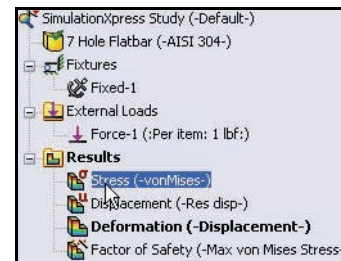 SimulationXpress Study (-Default-)
7 Hole Flatbar (-AISI 304-)
Fixtures
Fixed-1
External Loads
Force-1 (:Per item: 1 lbf:)
Results
Stress (-vonMises-)
Displacement (-Res disp-)
Deformation (-Displacement-)
Factor of Safety (-Max von Mises Stress-